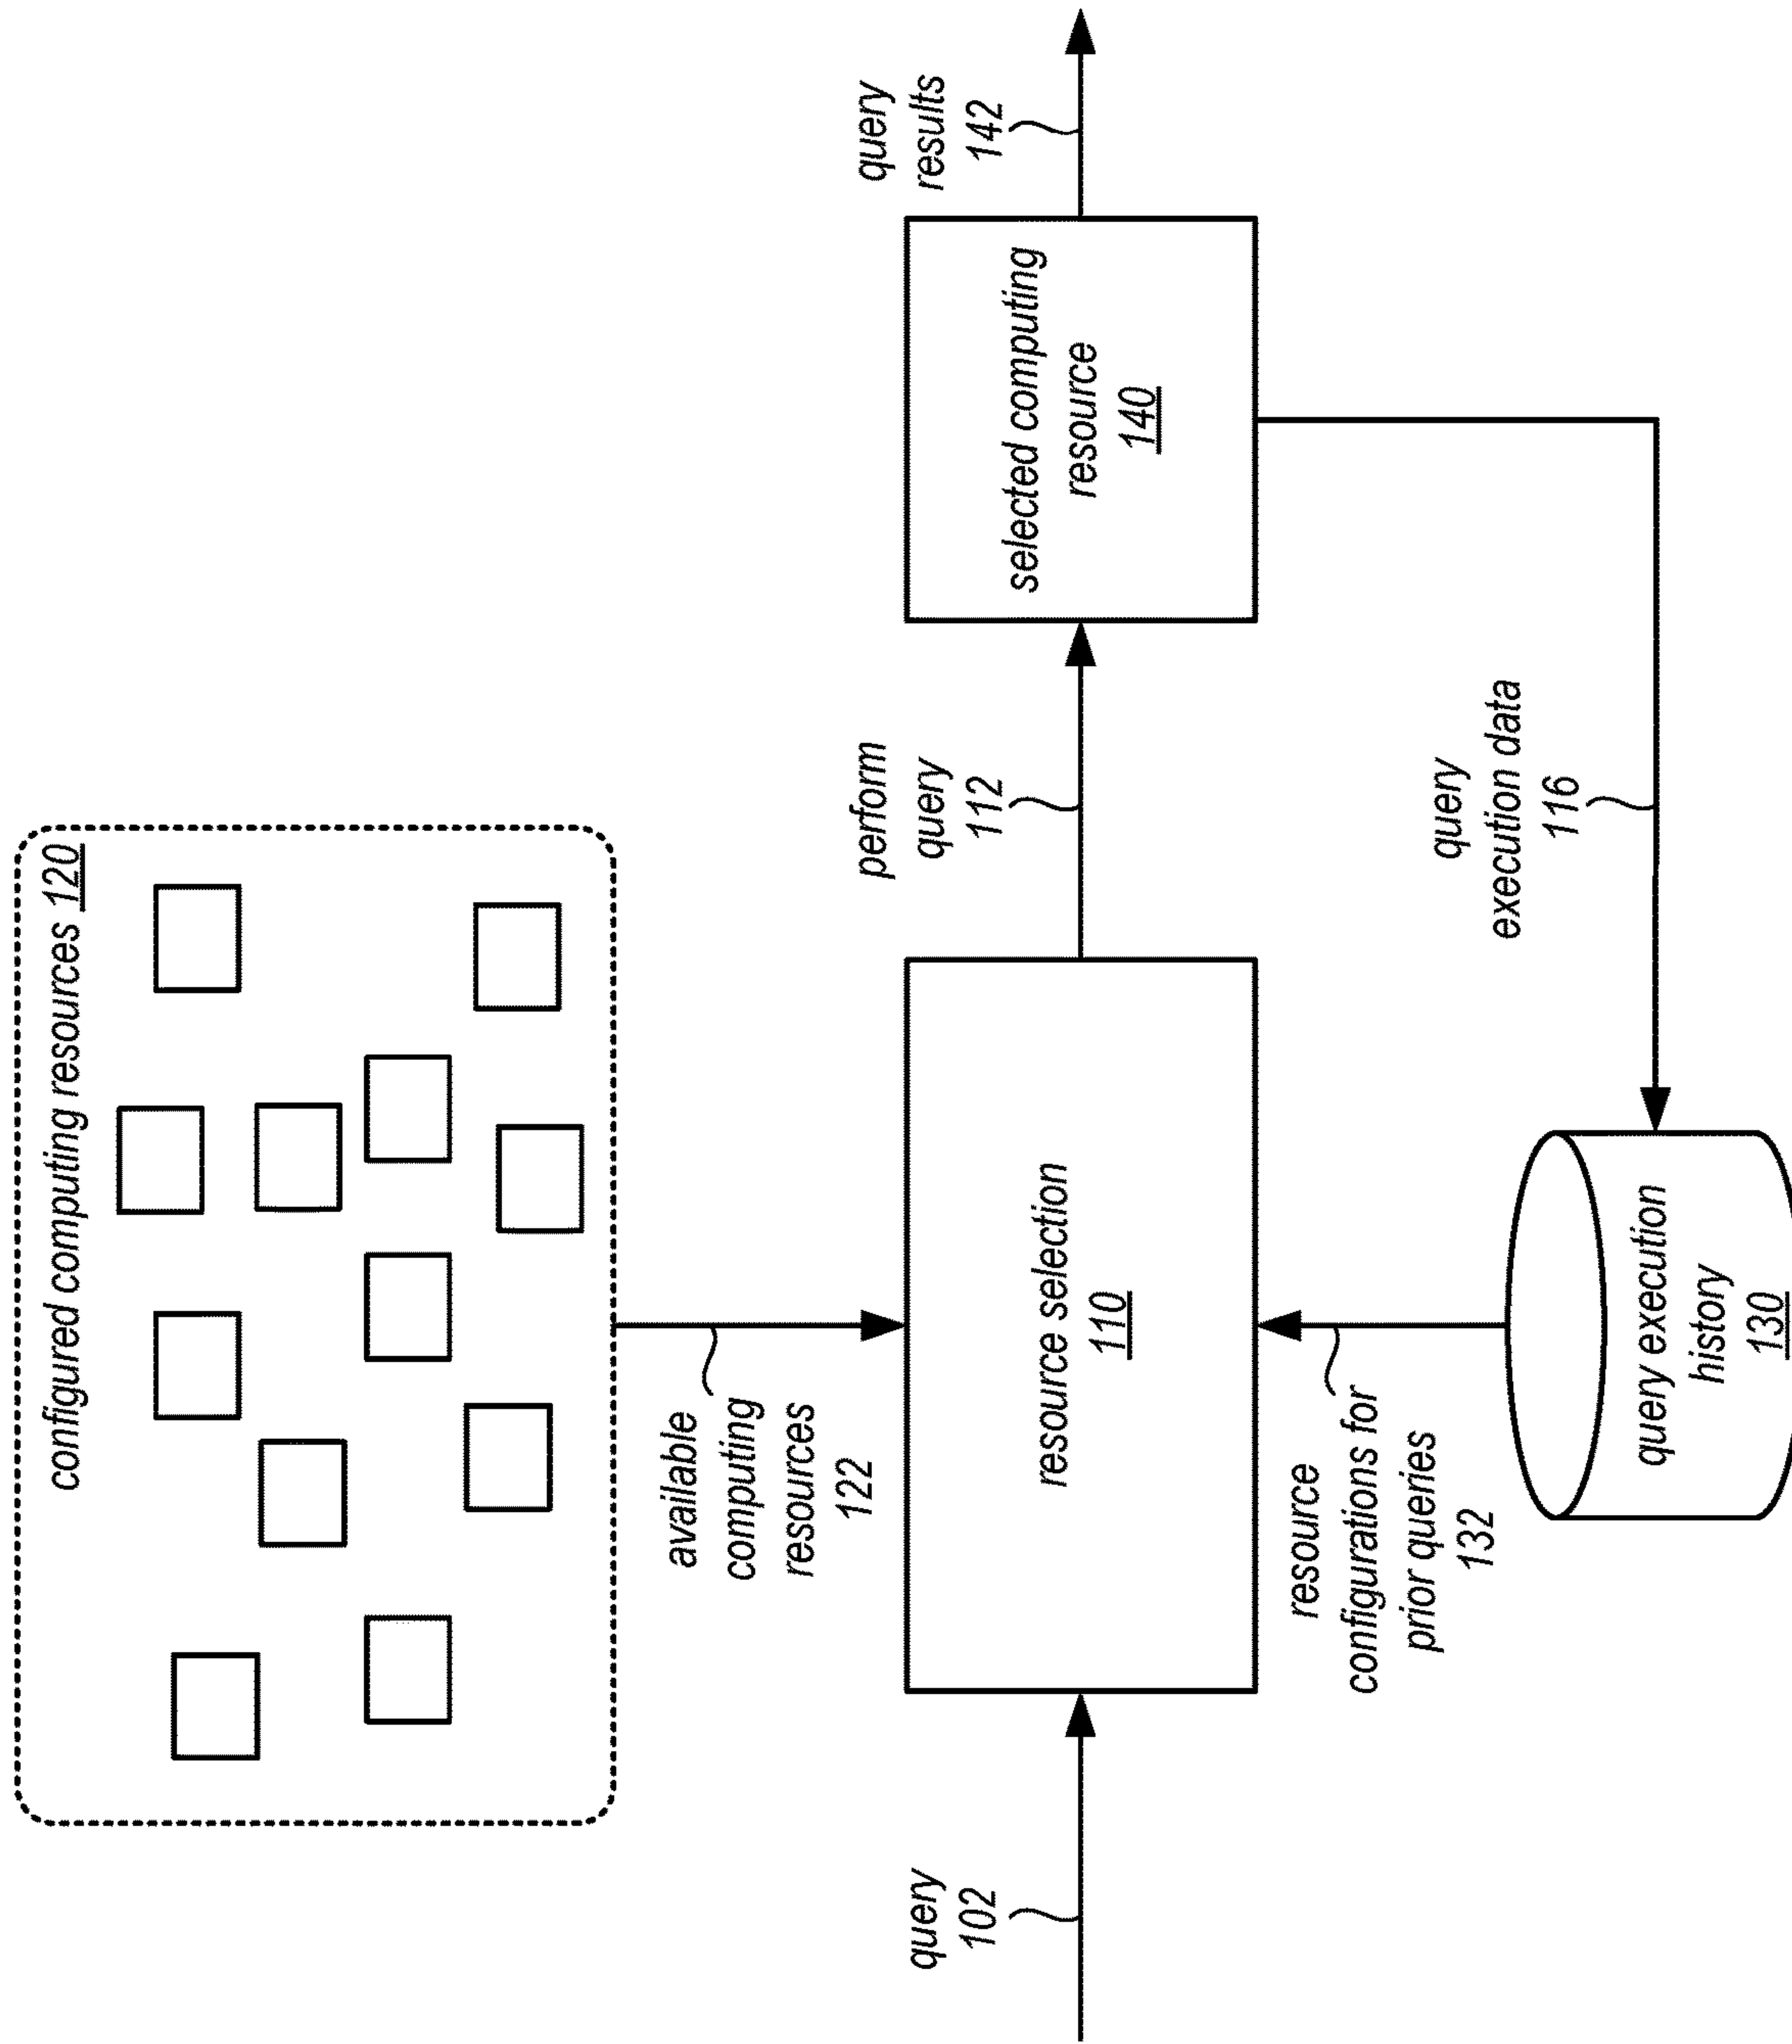 configured computing resources 120
available
computing
resources
122
query
102
resource selection
110
perform
query
112
selected computing
resource
140
query
results
142
resource
configurations for
prior queries
132
query execution
history
130
query
execution data
116